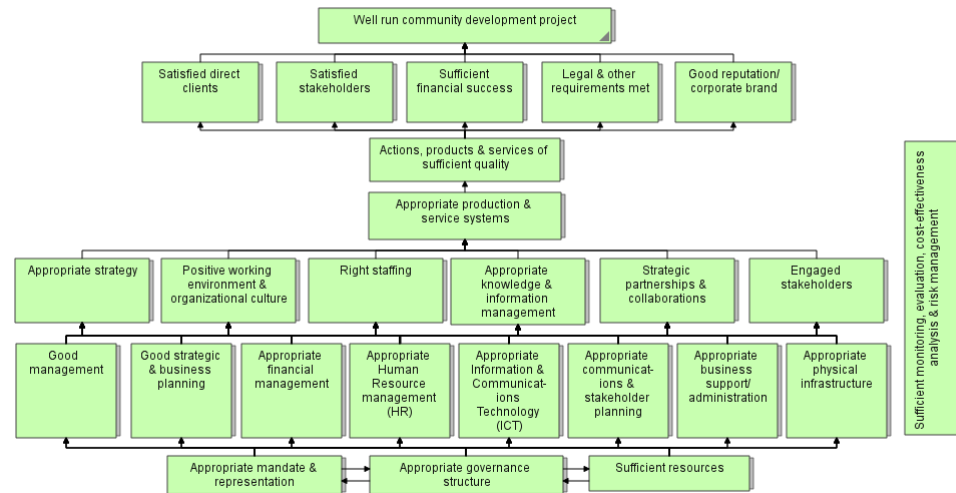 Well run community development project
Satisfied direct
clients
Satisfied
stakeholders
Sufficient
financial success
Legal & other
requirements met
Good reputation/
corporate brand
Actions, products & services of
sufficient quality
Appropriate production &
service systems
Appropriate strategy
Positive working
environment &
organizational culture
Right staffing
Appropriate
knowledge &
information
management
Strategic
partnerships &
collaborations
Engaged
stakeholders
Good
management
Good strategic
& business
planning
Appropriate
financial
management
Appropriate
Human
Resource
management
(HR)
Appropriate
Information &
Communicat-
ions
Technology
(ICT)
Appropriate
communicat-
ions &
stakeholder
planning
Appropriate
business
support/
administration
Appropriate
physical
infrastructure
Appropriate mandate &
representation
Appropriate governance
structure
Sufficient resources
Sufficient monitoring, evaluation, cost-effectiveness
analysis & risk management